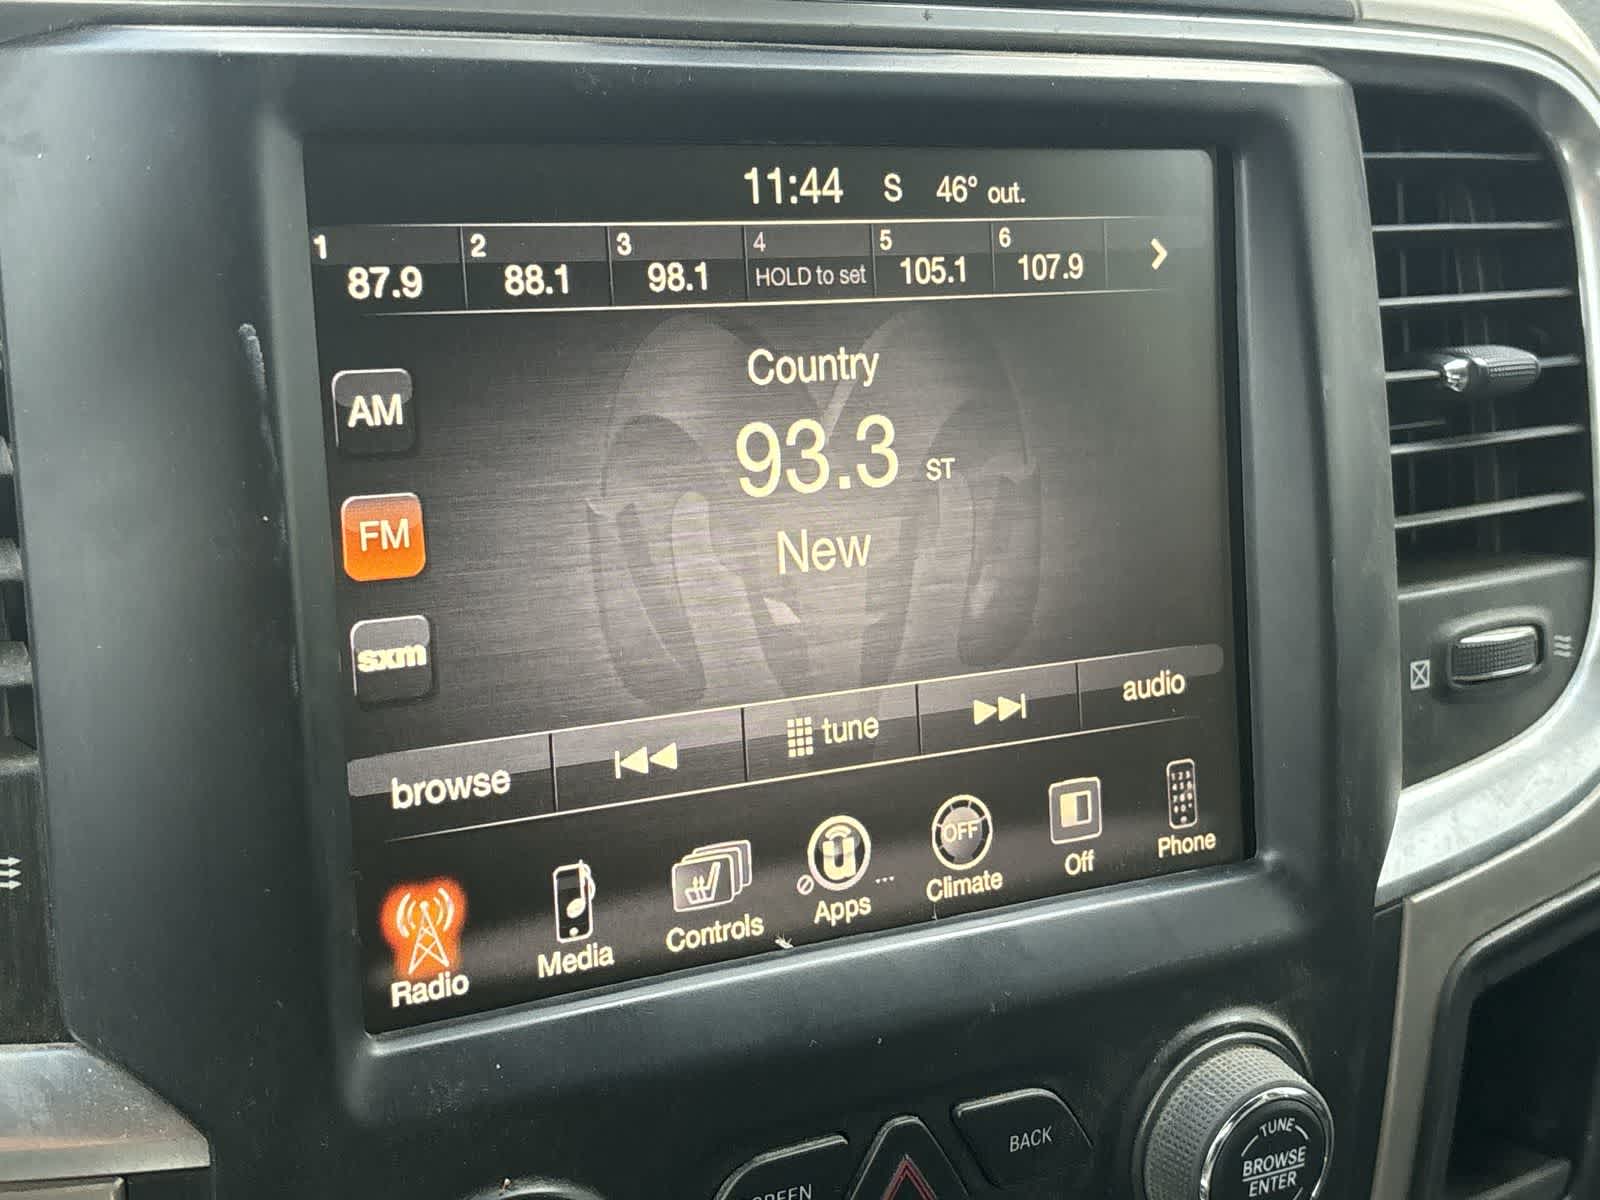 11:44 S 46° out.
1 2 3 4 5 6
87.9 88.1 98.1 HOLD to set 105.1 107.9
Country
AM
93.3 ST
FM
New
sxm
browse tune audio
OFF
Radio Media Controls Apps Climate Off Phone
BACK
TUNE
BROWSE
ENTER